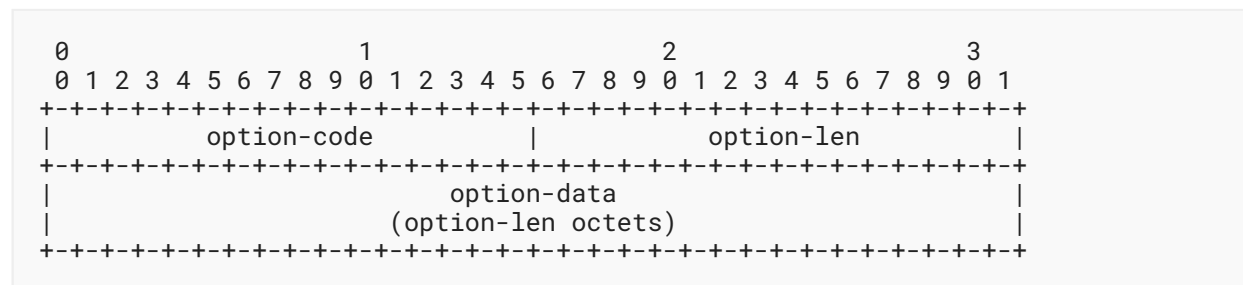 0                   1                   2                   3
 0 1 2 3 4 5 6 7 8 9 0 1 2 3 4 5 6 7 8 9 0 1 2 3 4 5 6 7 8 9 0 1
+-+-+-+-+-+-+-+-+-+-+-+-+-+-+-+-+-+-+-+-+-+-+-+-+-+-+-+-+-+-+-+-+
|          option-code          |           option-len          |
+-+-+-+-+-+-+-+-+-+-+-+-+-+-+-+-+-+-+-+-+-+-+-+-+-+-+-+-+-+-+-+-+
|                          option-data                          |
|                      (option-len octets)                      |
+-+-+-+-+-+-+-+-+-+-+-+-+-+-+-+-+-+-+-+-+-+-+-+-+-+-+-+-+-+-+-+-+